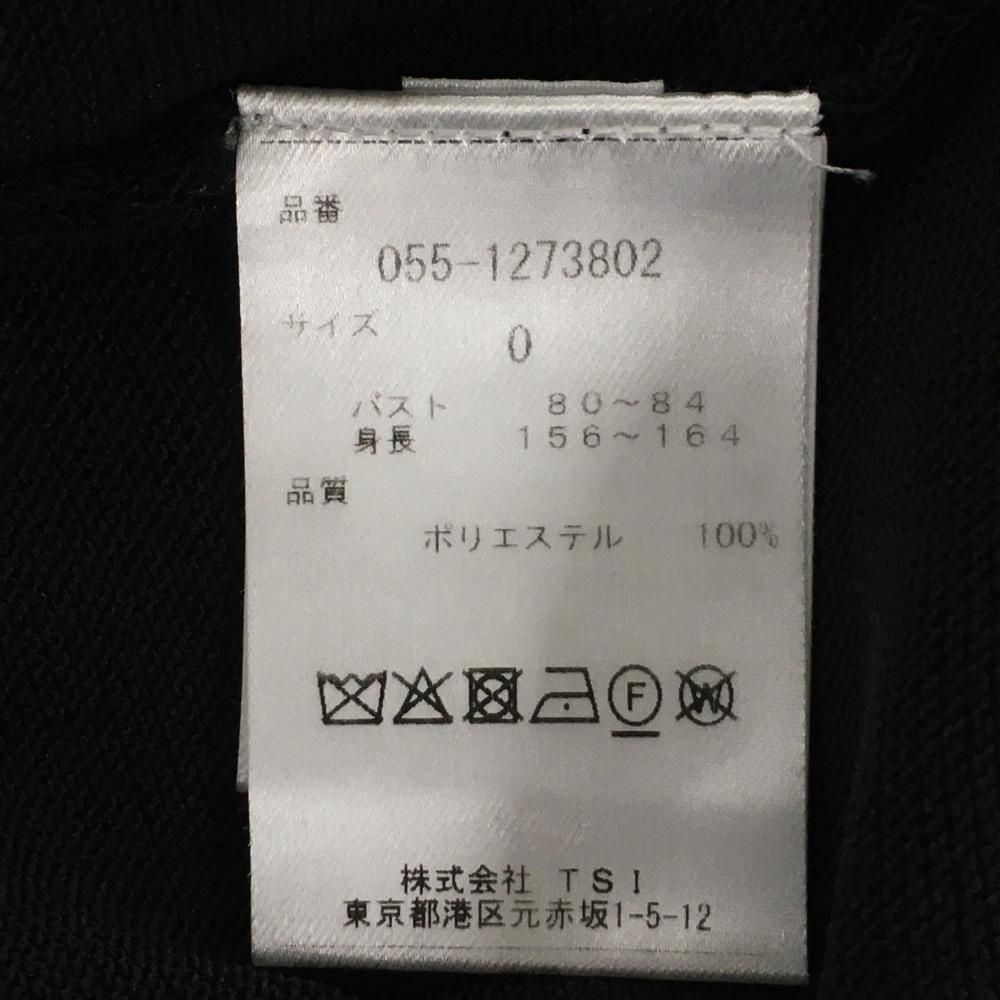 品番
055-1273802
サイズ
0
バスト 80～84
身長 156～164
品質
ポリエステル 100%
F W
株式会社 TSI
東京都港区元赤坂1-5-12